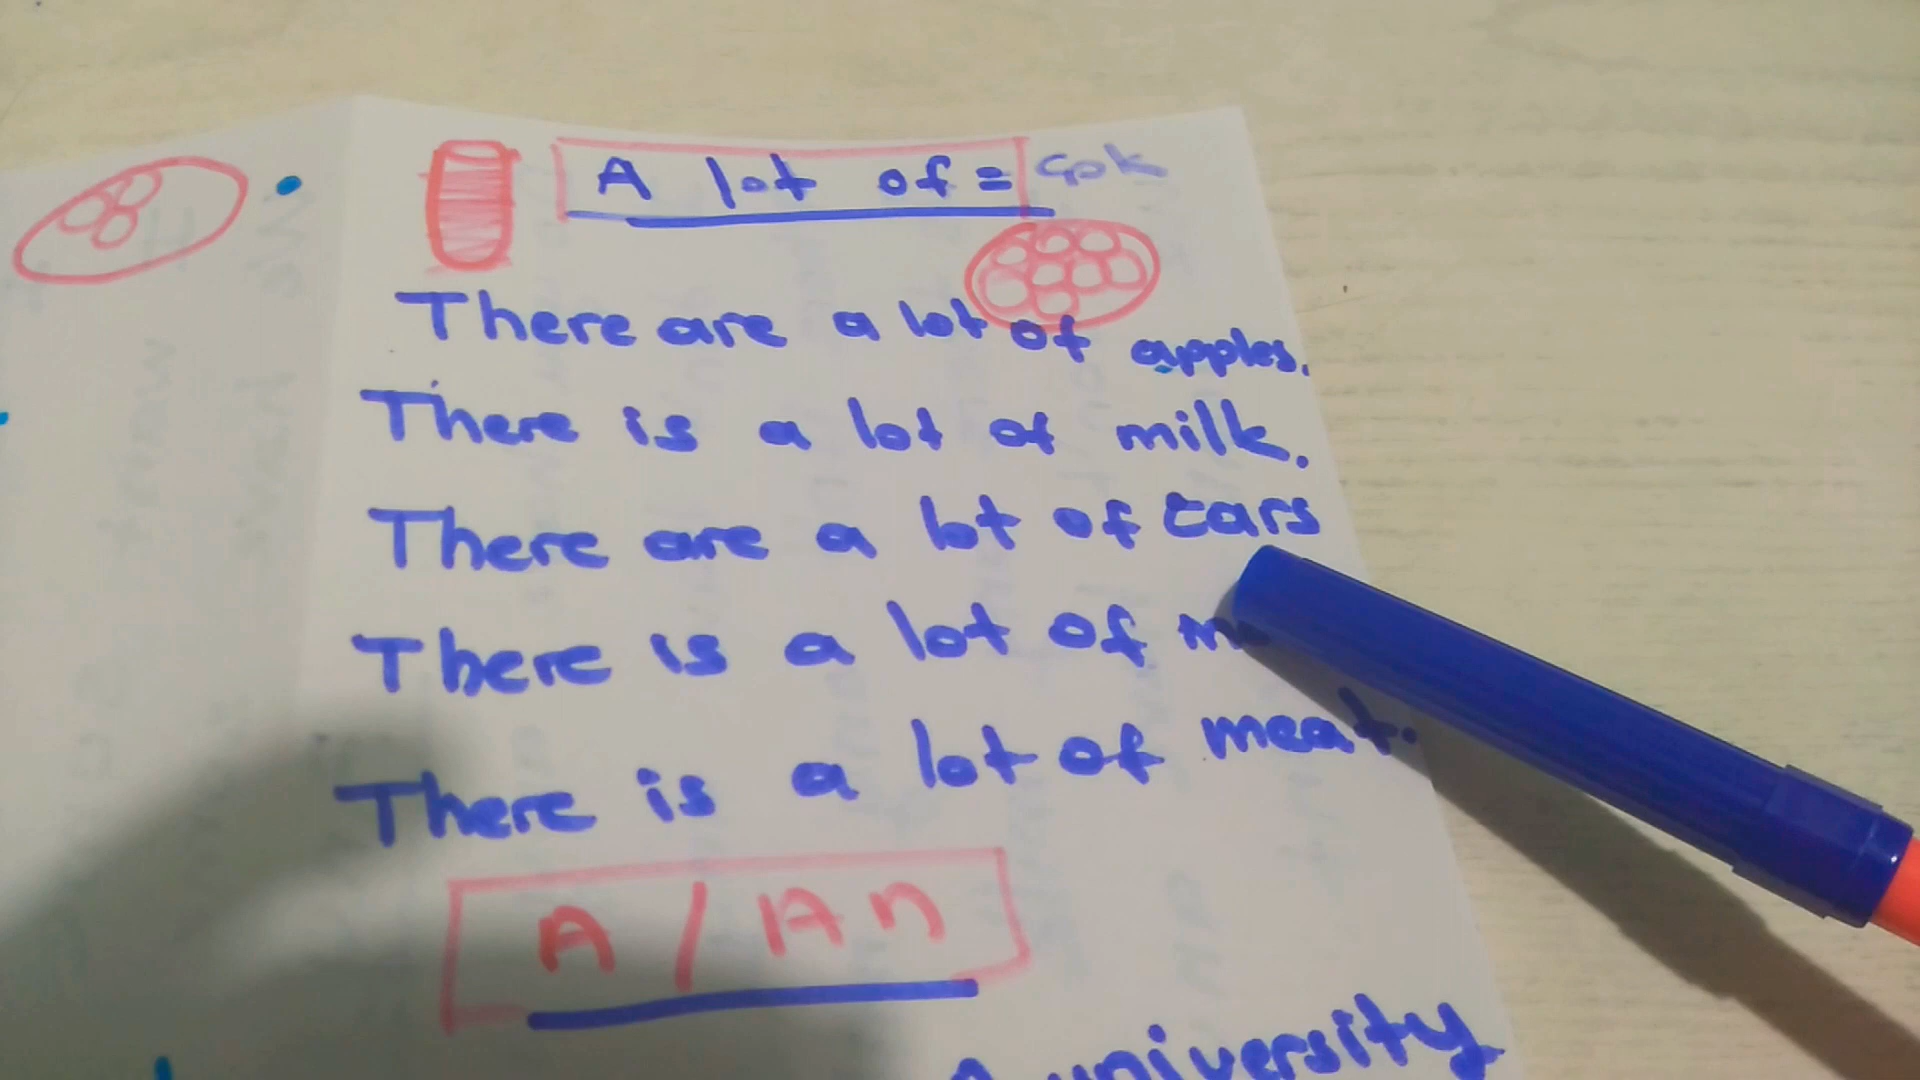 A lot of = çok
There are a lot of apples.
There is a lot of milk.
There are a lot of cars
There is a lot of
There is a lot of meat.
A / An
A university